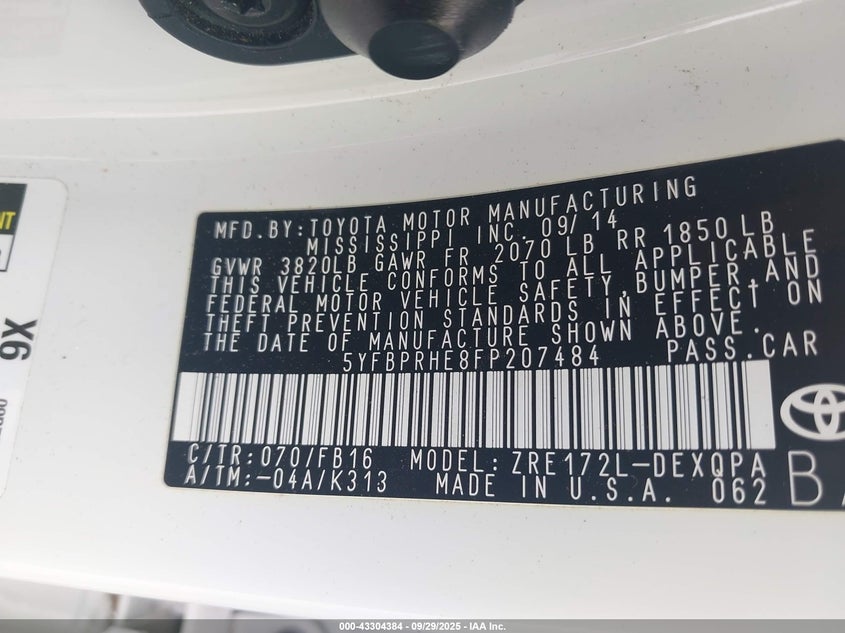 MFD.BY:TOYOTA MOTOR MANUFACTURING
MISSISSIPPI INC. 09/14
GVWR 3820LB GAWR FR 2070 LB RR 1850 LB
THIS VEHICLE CONFORMS TO ALL APPLICABLE
FEDERAL MOTOR VEHICLE SAFETY,BUMPER,AND
THEFT PREVENTION STANDARDS IN EFFECT ON
THE DATE OF MANUFACTURE SHOWN ABOVE.
5YFBPRHE8FP207484 PASS.CAR
C/TR:070/FB16 MODEL:ZRE172L-DEXQPA
A/TM:-04A/K313 MADE IN U.S.A. 062 B
X6
000-43304384 - 09/29/2025 - IAA Inc.